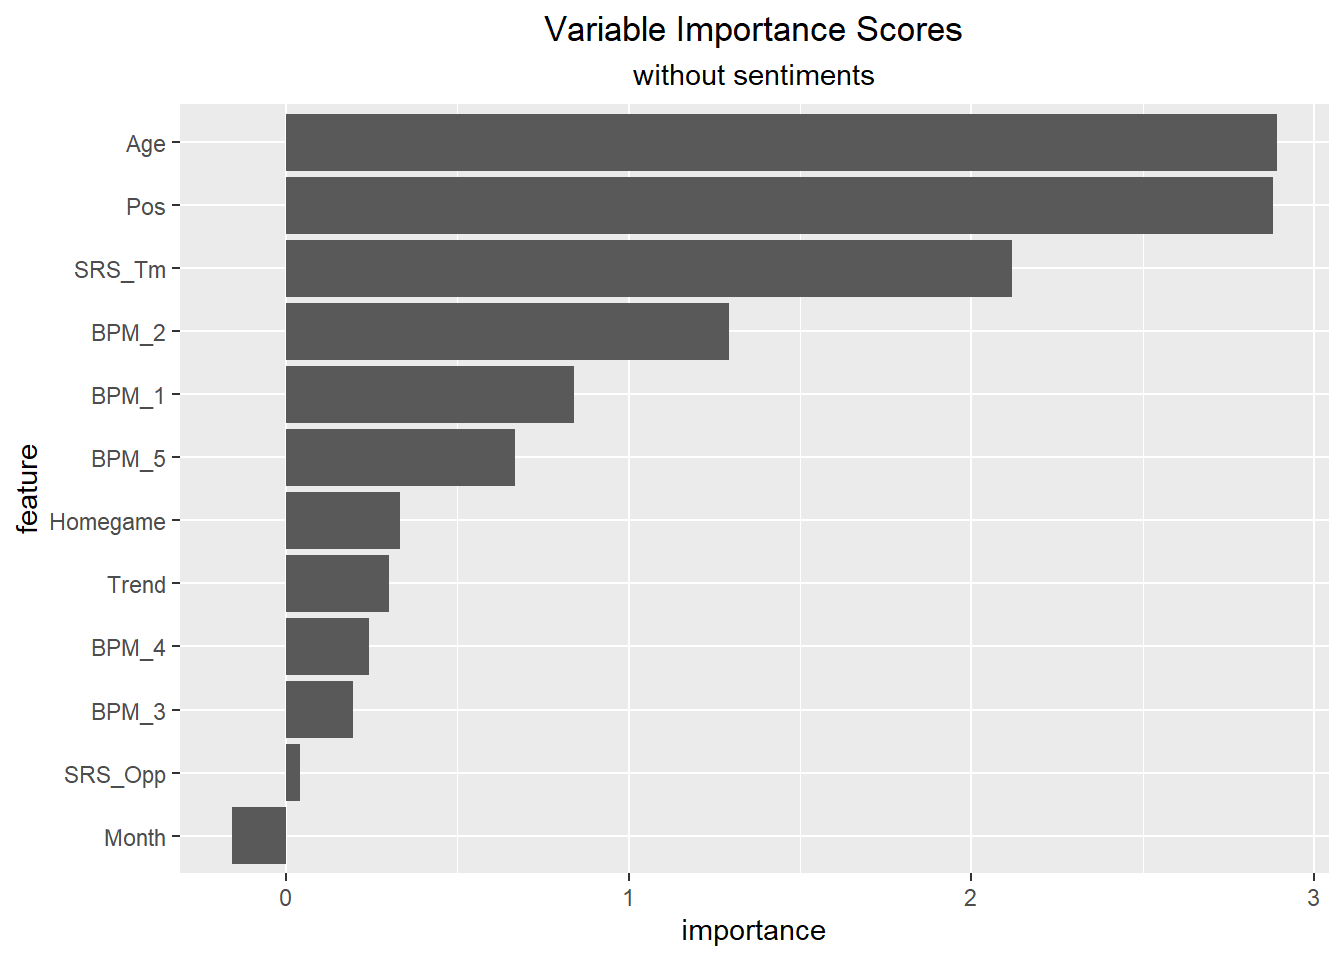 Variable Importance Scores
without sentiments
Age
Pos
SRS_Tm
BPM_2
BPM_1
BPM_5
Homegame
Trend
BPM_4
BPM_3
SRS_Opp
Month
feature
0 1 2 3
importance